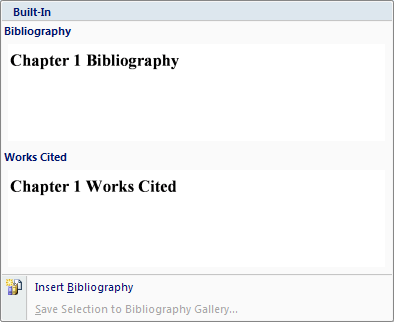 Built-In
Bibliography
Chapter 1 Bibliography
Works Cited
Chapter 1 Works Cited
Insert Bibliography
Save Selection to Bibliography Gallery...